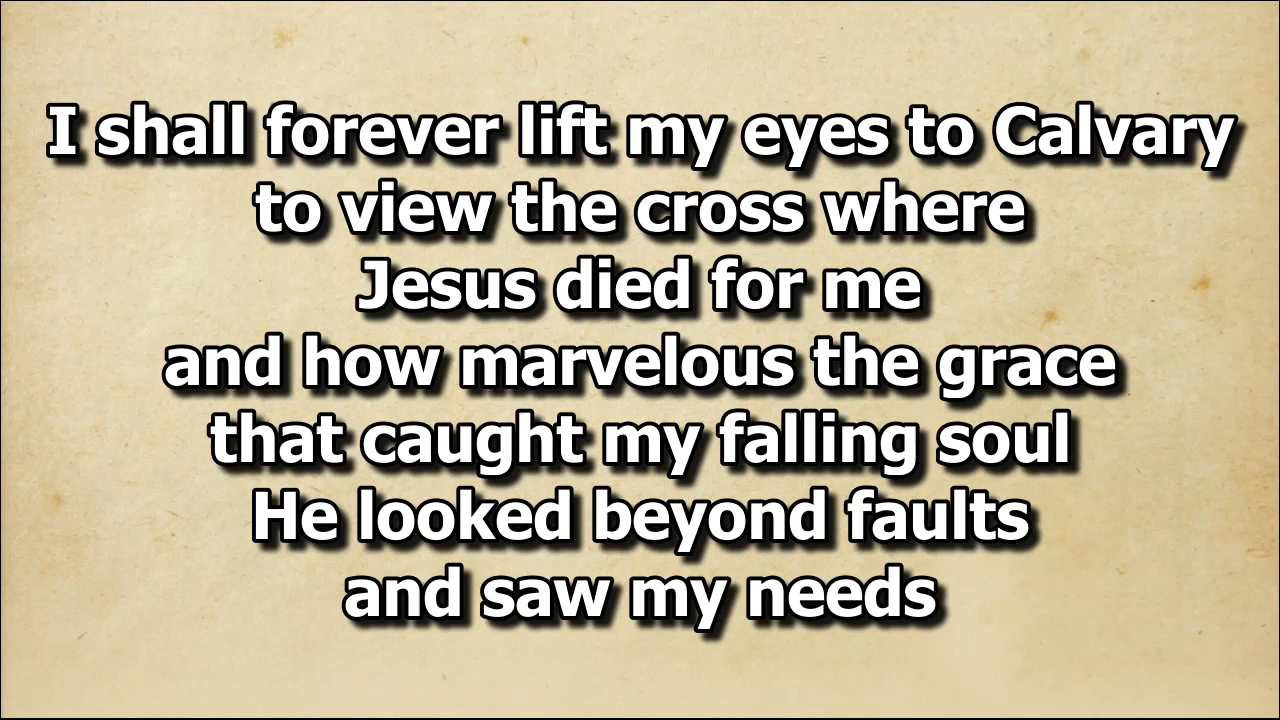 I shall forever lift my eyes to Calvary
to view the cross where
Jesus died for me
and how marvelous the grace
that caught my falling soul
He looked beyond faults
and saw my needs